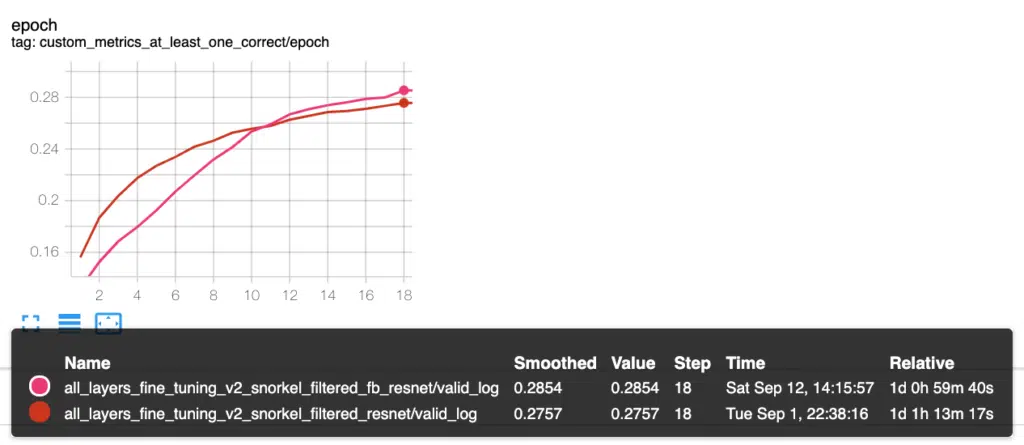 epoch
tag: custom_metrics_at_least_one_correct/epoch
0.28
0.24
0.2
0.16
2 4 6 8 10 12 14 16 18
Name Smoothed Value Step Time Relative
all_layers_fine_tuning_v2_snorkel_filtered_fb_resnet/valid_log 0.2854 0.2854 18 Sat Sep 12, 14:15:57 1d 0h 59m 40s
all_layers_fine_tuning_v2_snorkel_filtered_resnet/valid_log 0.2757 0.2757 18 Tue Sep 1, 22:38:16 1d 1h 13m 17s